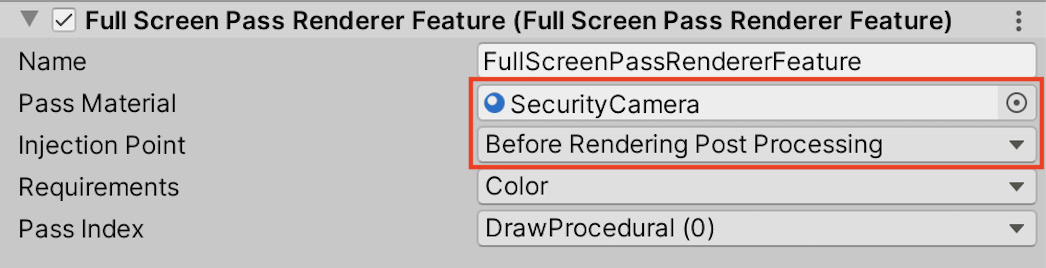 Full Screen Pass Renderer Feature (Full Screen Pass Renderer Feature)
Name FullScreenPassRendererFeature
Pass Material SecurityCamera
Injection Point Before Rendering Post Processing
Requirements Color
Pass Index DrawProcedural (0)